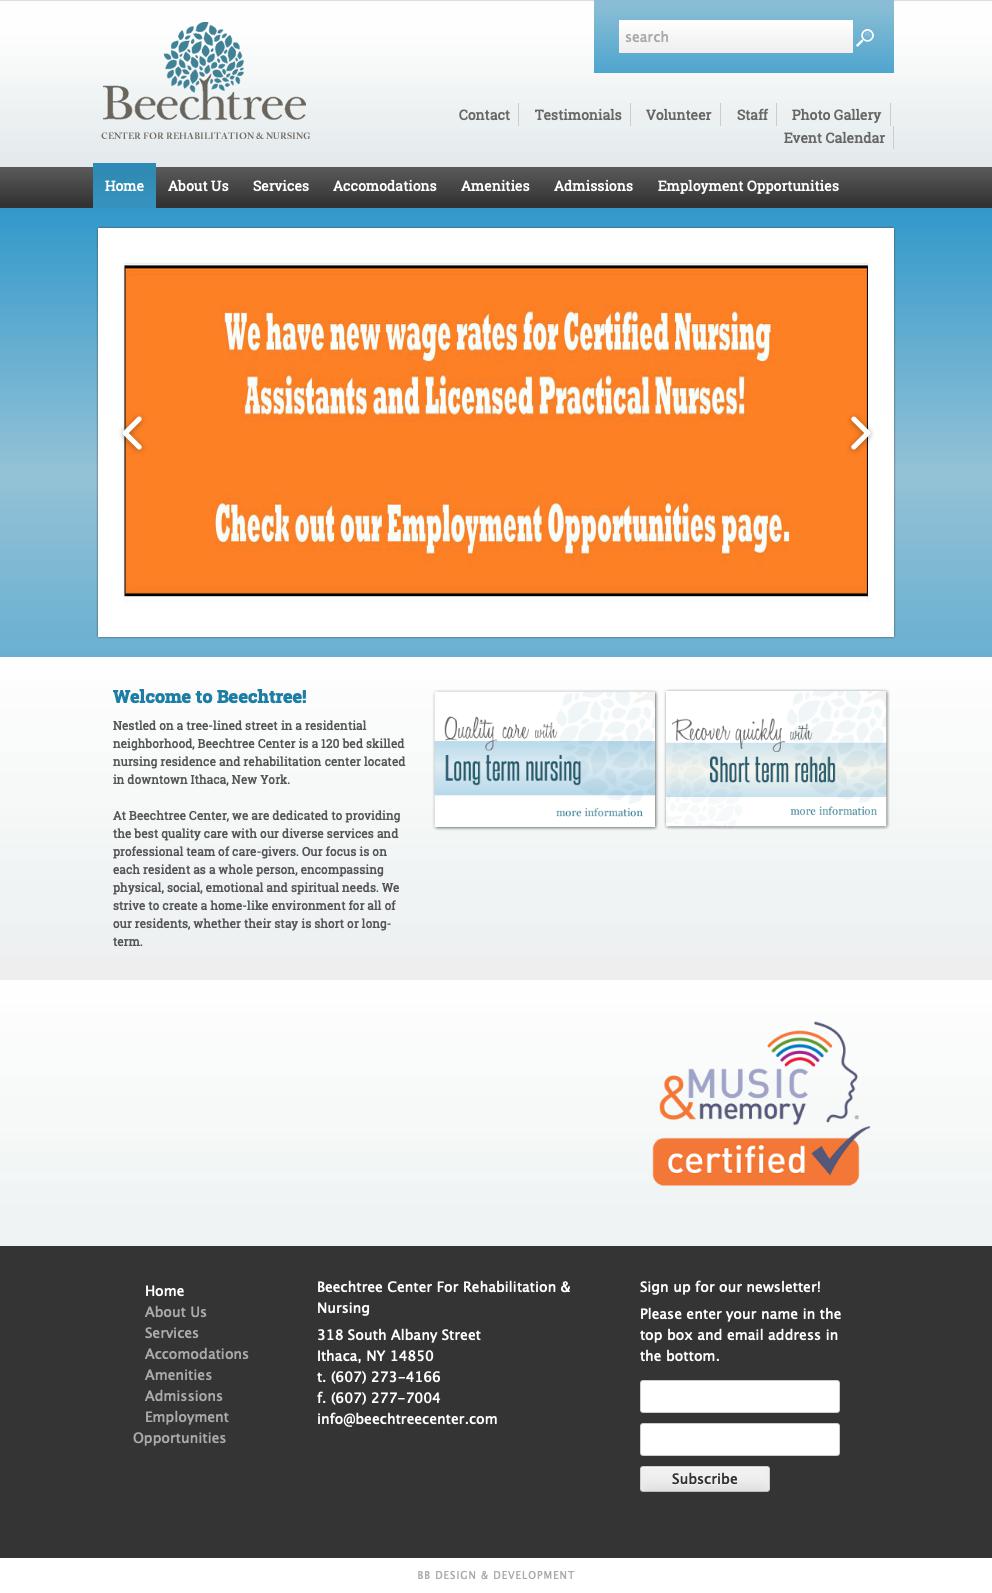 search
Beechtree
CENTER FOR REHABILITATION & NURSING
Contact
Testimonials
Volunteer
Staff
Photo Gallery
Event Calendar
Home
About Us
Services
Accomodations
Amenities
Admissions
Employment Opportunities
We have new wage rates for Certified Nursing
Assistants and Licensed Practical Nurses!
Check out our Employment Opportunities page.
Welcome to Beechtree!
Nestled on a tree-lined street in a residential
neighborhood, Beechtree Center is a 120 bed skilled
nursing residence and rehabilitation center located
in downtown Ithaca, New York.
At Beechtree Center, we are dedicated to providing
the best quality care with our diverse services and
professional team of care-givers. Our focus is on
each resident as a whole person, encompassing
physical, social, emotional and spiritual needs. We
strive to create a home-like environment for all of
our residents, whether their stay is short or long-
term.
Quality care with
Long term nursing
more information
Recover quickly with
Short term rehab
more information
MUSIC
&memory®
certified
Home
About Us
Services
Accomodations
Amenities
Admissions
Employment
Opportunities
Beechtree Center For Rehabilitation &
Nursing
318 South Albany Street
Ithaca, NY 14850
t. (607) 273-4166
f. (607) 277-7004
info@beechtreecenter.com
Sign up for our newsletter!
Please enter your name in the
top box and email address in
the bottom.
Subscribe
BB DESIGN & DEVELOPMENT